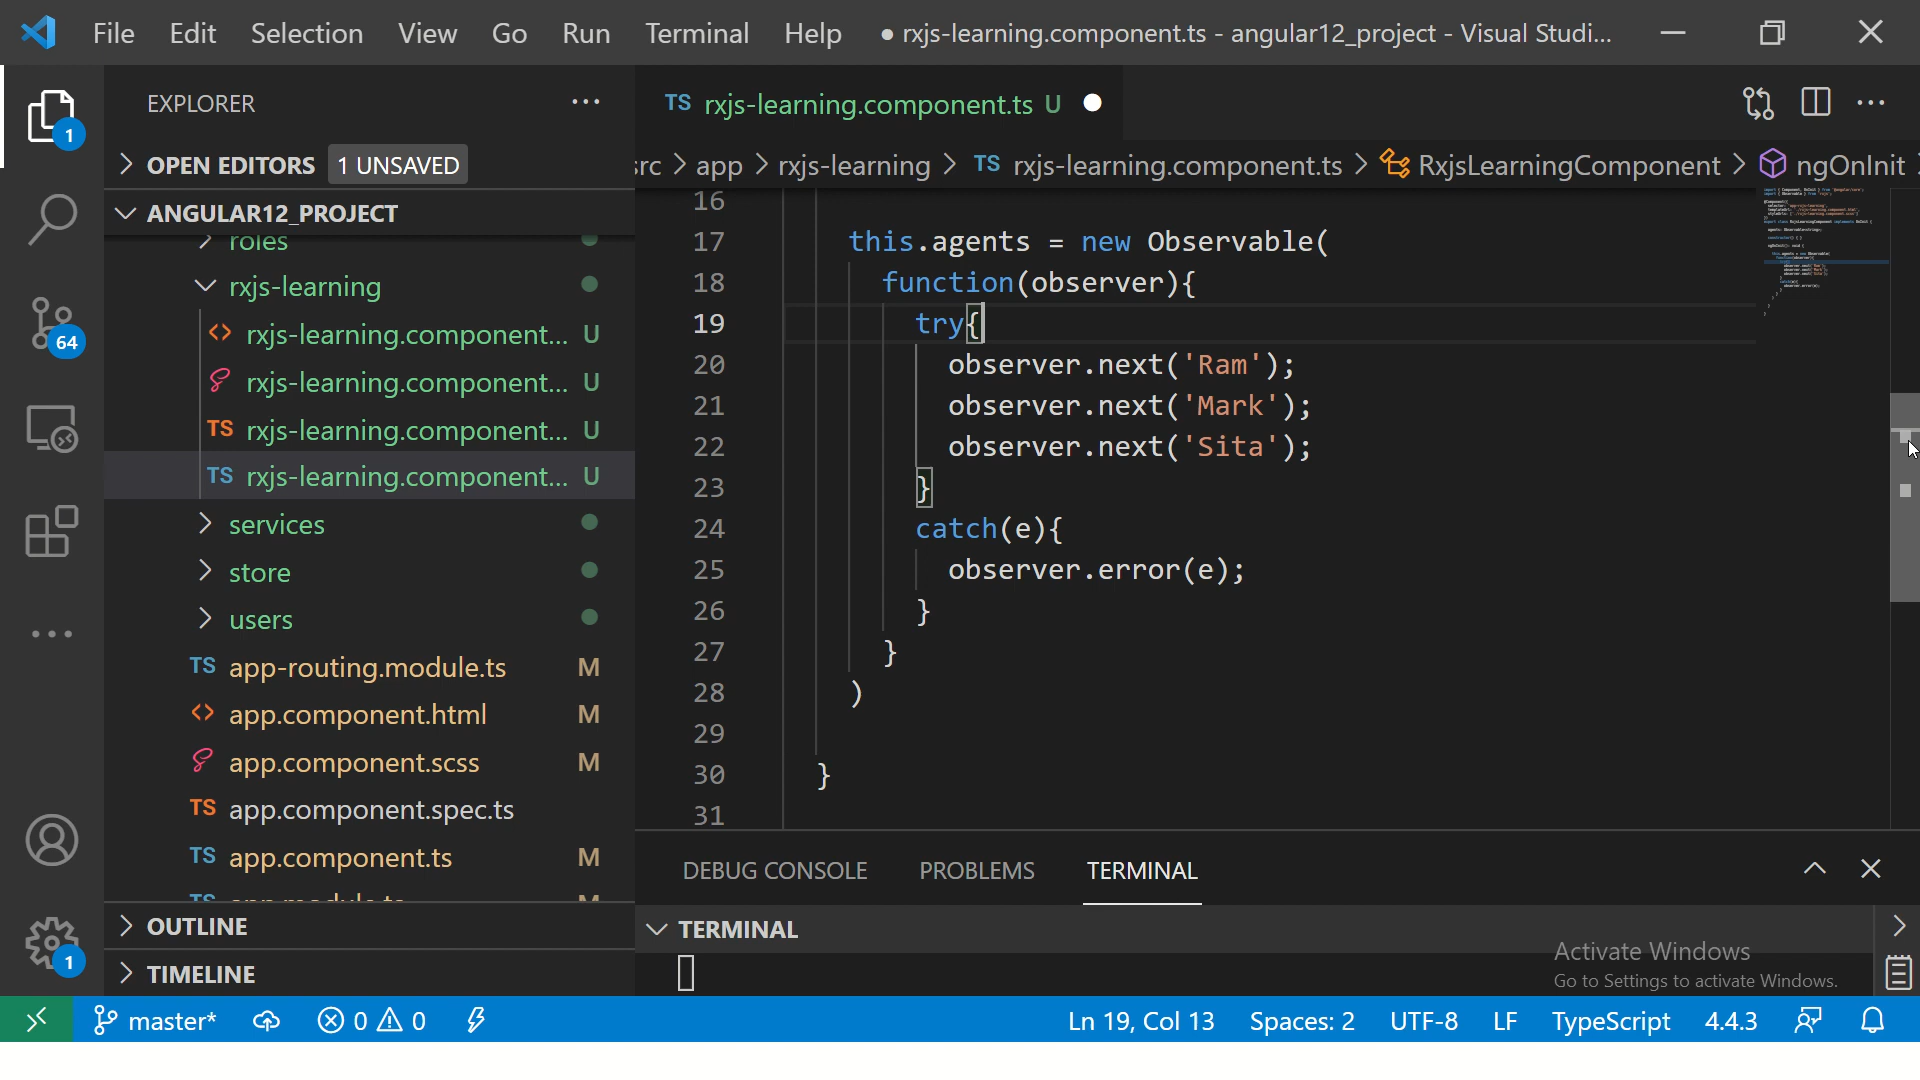 File Edit Selection View Go Run Terminal Help ● rxjs-learning.component.ts - angular12_project - Visual Studi...
EXPLORER ...
TS rxjs-learning.component.ts U
OPEN EDITORS 1 UNSAVED
src > app > rxjs-learning > TS rxjs-learning.component.ts > RxjsLearningComponent > ngOnInit
ANGULAR12_PROJECT
roles
rxjs-learning
rxjs-learning.component... U
rxjs-learning.component... U
TS rxjs-learning.component... U
TS rxjs-learning.component... U
services
store
users
TS app-routing.module.ts M
app.component.html M
app.component.scss M
TS app.component.spec.ts
TS app.component.ts M
TS app.module.ts M
OUTLINE
TIMELINE
1
64
1
16
17 this.agents = new Observable(
18 function(observer){
19 try{
20 observer.next('Ram');
21 observer.next('Mark');
22 observer.next('Sita');
23 }
24 catch(e){
25 observer.error(e);
26 }
27 }
28 )
29
30 }
31
DEBUG CONSOLE PROBLEMS TERMINAL
TERMINAL
Activate Windows
Go to Settings to activate Windows.
master* 0 0 Ln 19, Col 13 Spaces: 2 UTF-8 LF TypeScript 4.4.3